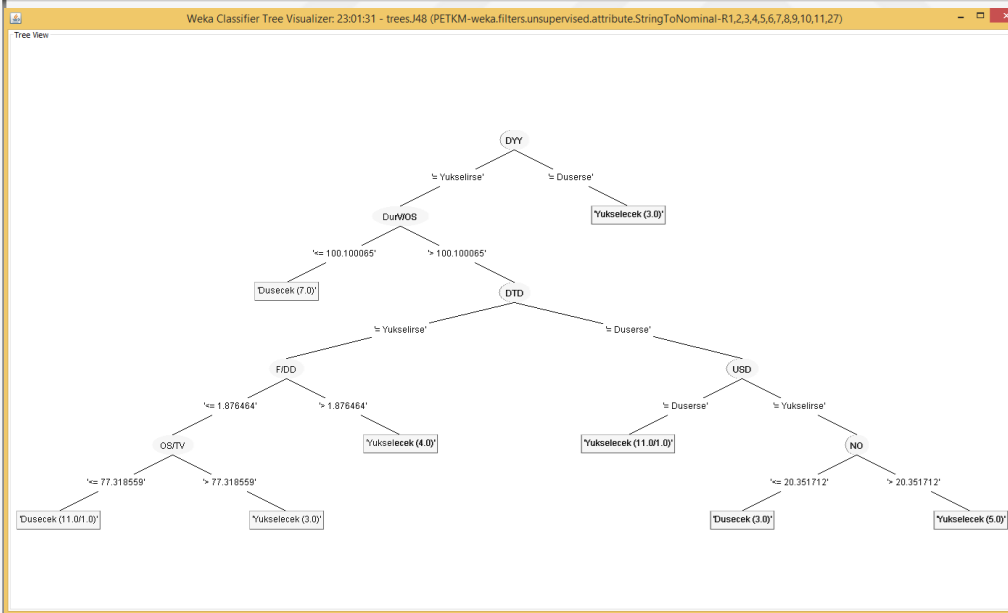 Weka Classifier Tree Visualizer: 23:01:31 - trees.J48 (PETKM-weka.filters.unsupervised.attribute.StringToNominal-R1,2,3,4,5,6,7,8,9,10,11,27)
Tree View
DYY
'= Yukselirse' '= Duserse'
DurV/OS 'Yukselecek (3.0)'
'<= 100.100065' '> 100.100065'
'Dusecek (7.0)' DTD
'= Yukselirse' '= Duserse'
F/DD USD
'<= 1.876464' '> 1.876464' '= Duserse' '= Yukselirse'
OS/TV 'Yukselecek (4.0)' 'Yukselecek (11.0/1.0)' NO
'<= 77.318559' '> 77.318559' '<= 20.351712' '> 20.351712'
'Dusecek (11.0/1.0)' 'Yukselecek (3.0)' 'Dusecek (3.0)' 'Yukselecek (5.0)'